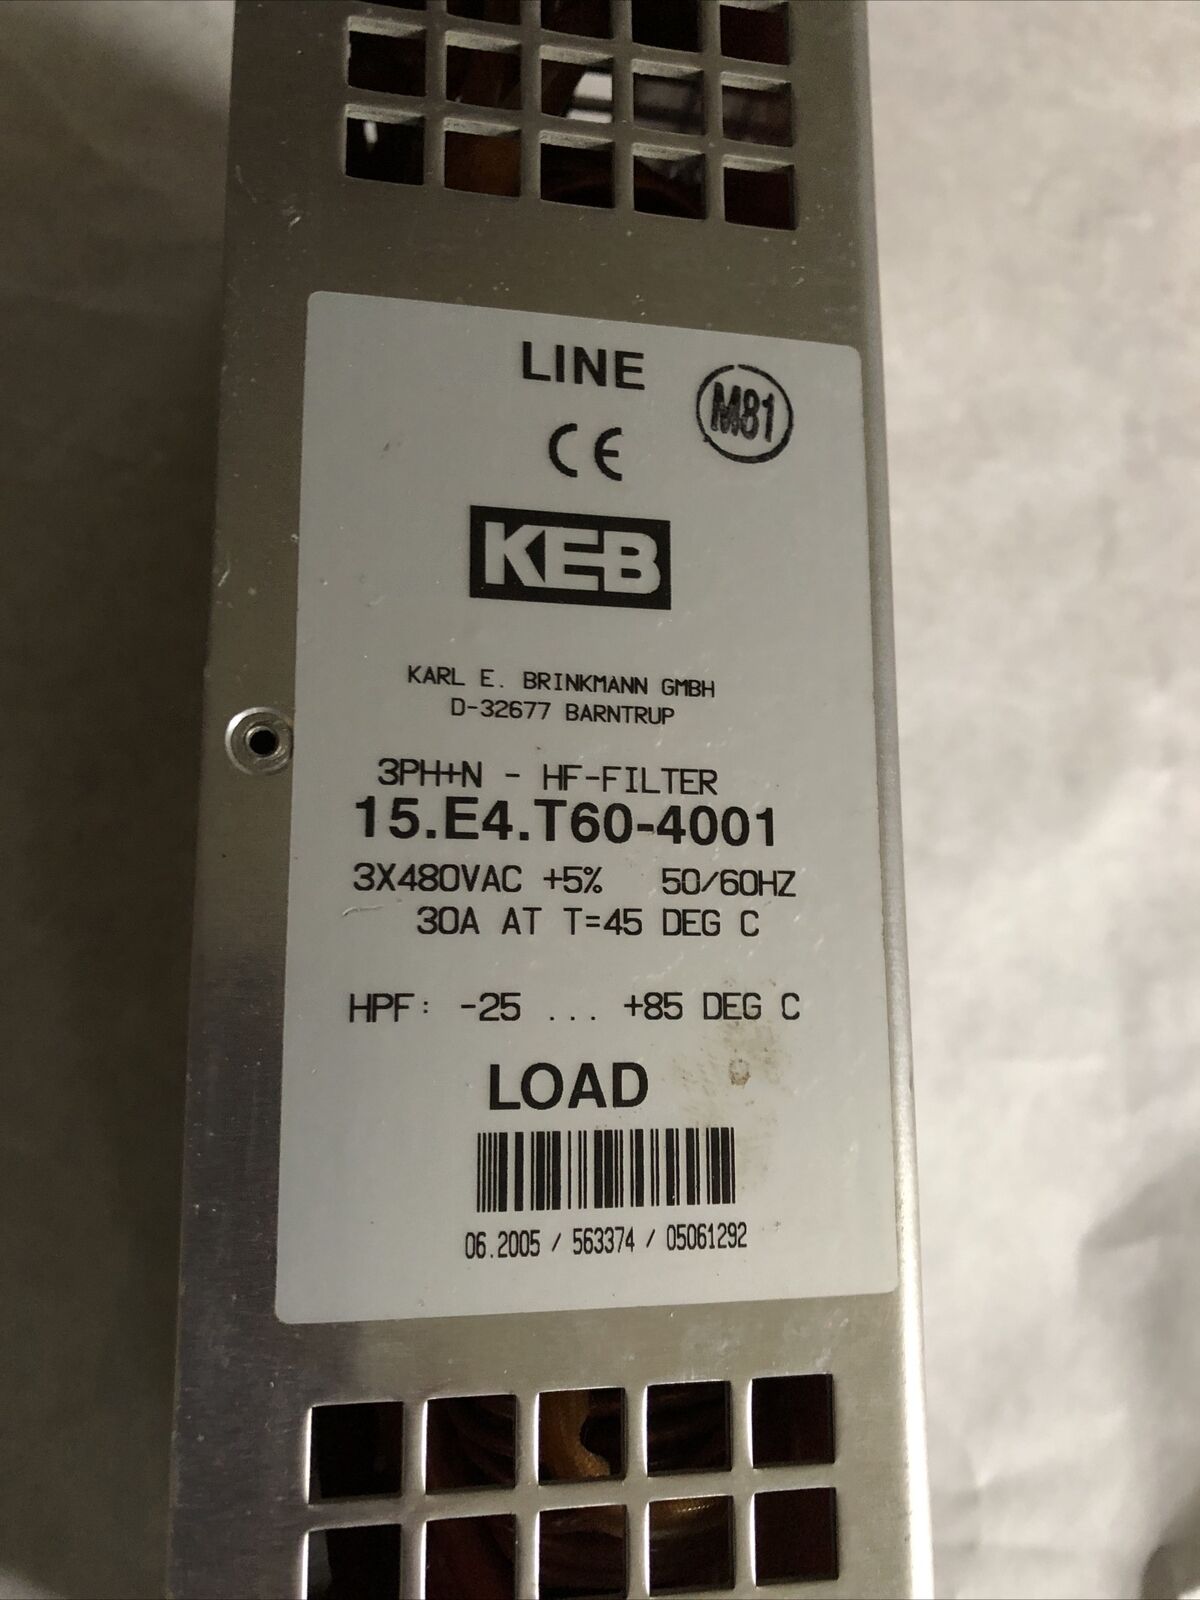 LINE
M81
CE
KEB
KARL E. BRINKMANN GMBH
D-32677 BARNTRUP
3PH+N - HF-FILTER
15.E4.T60-4001
3X480VAC +5% 50/60HZ
30A AT T=45 DEG C
HPF: -25 ... +85 DEG C
LOAD
06.2005 / 563374 / 05061292